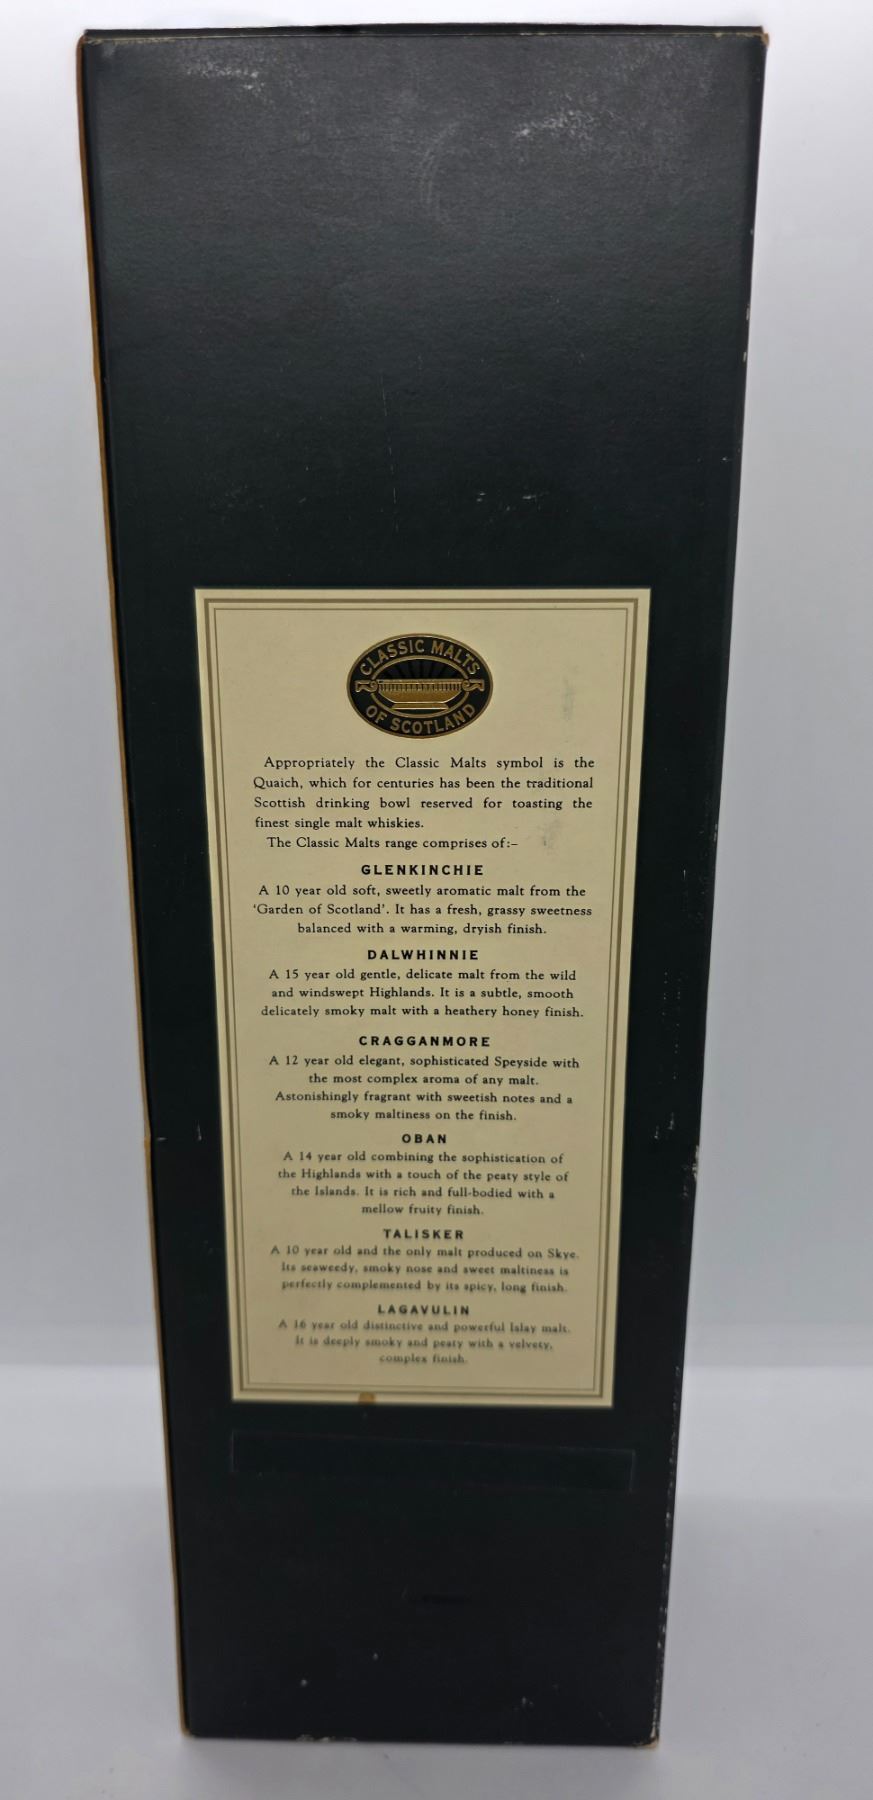 CLASSIC MALTS
OF SCOTLAND
Appropriately the Classic Malts symbol is the
Quaich, which for centuries has been the traditional
Scottish drinking bowl reserved for toasting the
finest single malt whiskies.
The Classic Malts range comprises of:–
GLENKINCHIE
A 10 year old soft, sweetly aromatic malt from the
‘Garden of Scotland’. It has a fresh, grassy sweetness
balanced with a warming, dryish finish.
DALWHINNIE
A 15 year old gentle, delicate malt from the wild
and windswept Highlands. It is a subtle, smooth
delicately smoky malt with a heathery honey finish.
CRAGGANMORE
A 12 year old elegant, sophisticated Speyside with
the most complex aroma of any malt.
Astonishingly fragrant with sweetish notes and a
smoky maltiness on the finish.
OBAN
A 14 year old combining the sophistication of
the Highlands with a touch of the peaty style of
the Islands. It is rich and full-bodied with a
mellow fruity finish.
TALISKER
A 10 year old and the only malt produced on Skye.
Its seaweedy, smoky nose and sweet maltiness is
perfectly complemented by its spicy, long finish.
LAGAVULIN
A 16 year old distinctive and powerful Islay malt.
It is deeply smoky and peaty with a velvety,
complex finish.